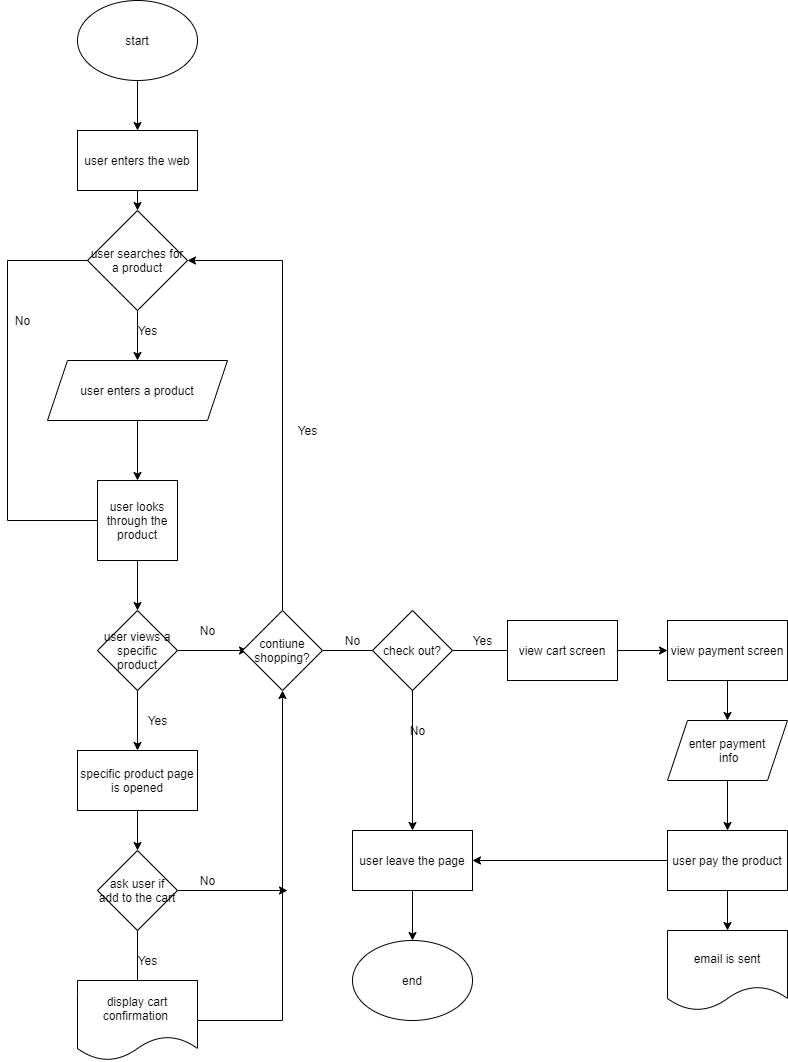 start
user enters the web
user searches for
a product
No
Yes
user enters a product
Yes
user looks
through the
product
user views a
specific
product
No
contiune
shopping?
No
check out?
Yes
view cart screen
view payment screen
Yes
No
enter payment
info
specific product page
is opened
user leave the page
user pay the product
ask user if
add to the cart
No
Yes
email is sent
end
display cart
confirmation